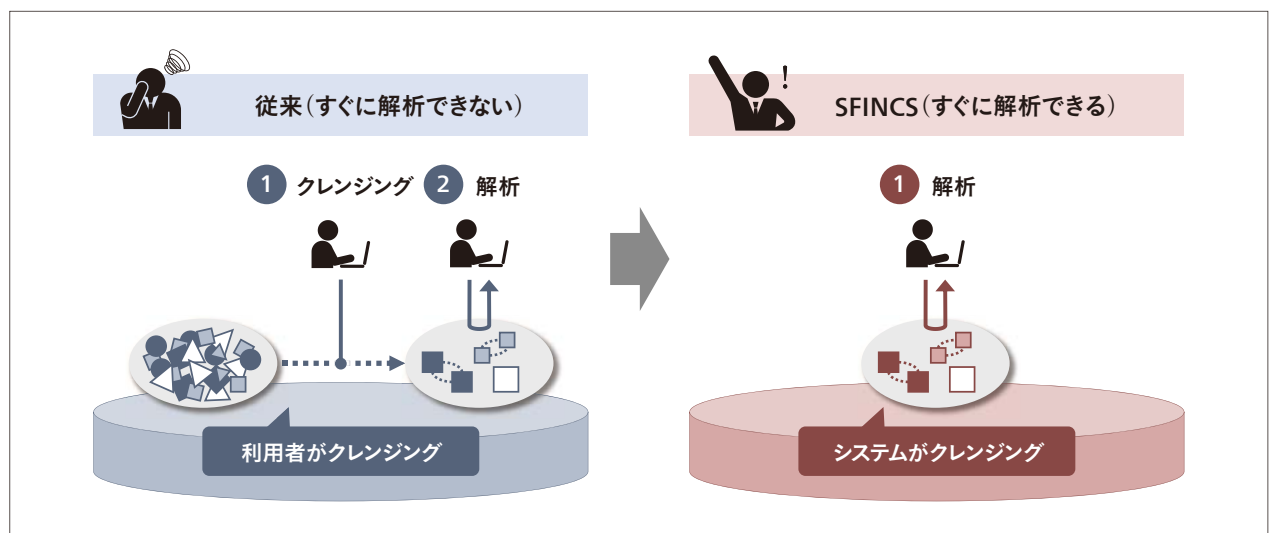 従来（すぐに解析できない）
1 クレンジング 2 解析
利用者がクレンジング
!
SFINCS（すぐに解析できる）
1 解析
システムがクレンジング